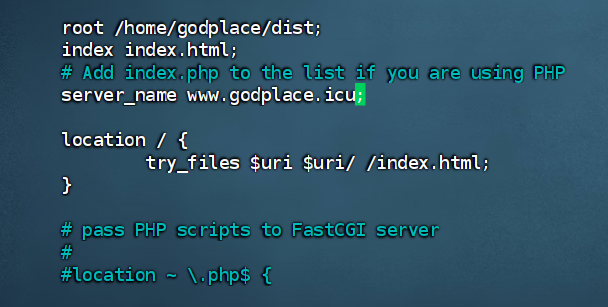 root /home/godplace/dist;
index index.html;
# Add index.php to the list if you are using PHP
server_name www.godplace.icu;
location / {
try_files $uri $uri/ /index.html;
}
# pass PHP scripts to FastCGI server
#
#location ~ \.php$ {